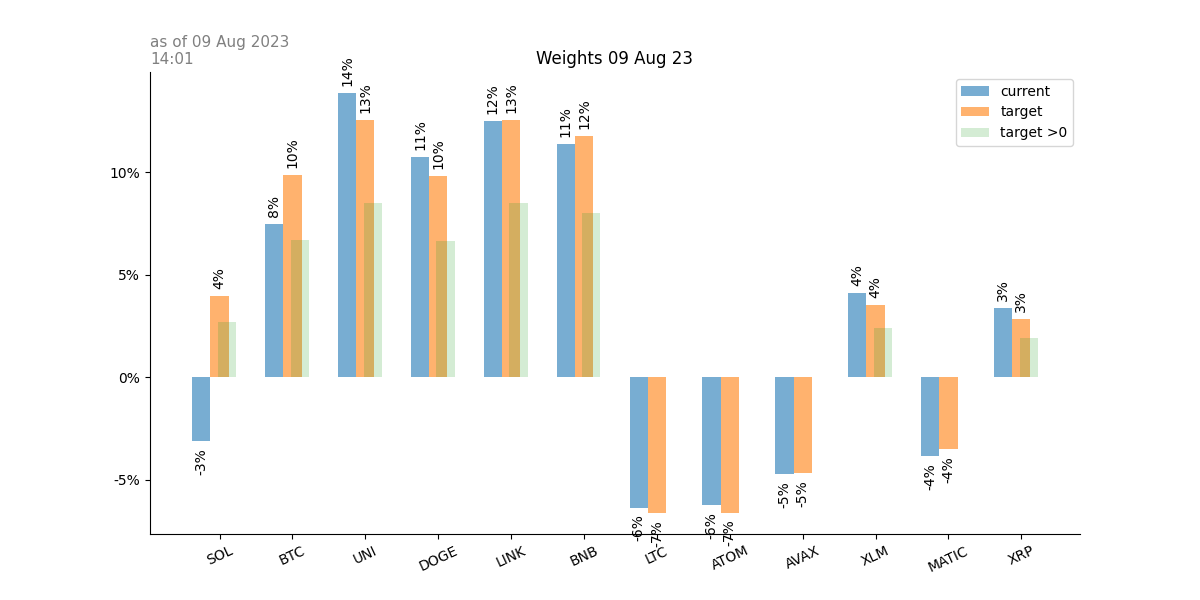 as of 09 Aug 2023
14:01
Weights 09 Aug 23
current
target
target >0
10%
5%
0%
-5%
-3%
4%
8%
10%
14%
13%
11%
10%
12%
13%
11%
12%
-6%
-7%
-6%
-7%
-5%
-5%
4%
4%
-4%
-4%
3%
3%
SOL
BTC
UNI
DOGE
LINK
BNB
LTC
ATOM
AVAX
XLM
MATIC
XRP